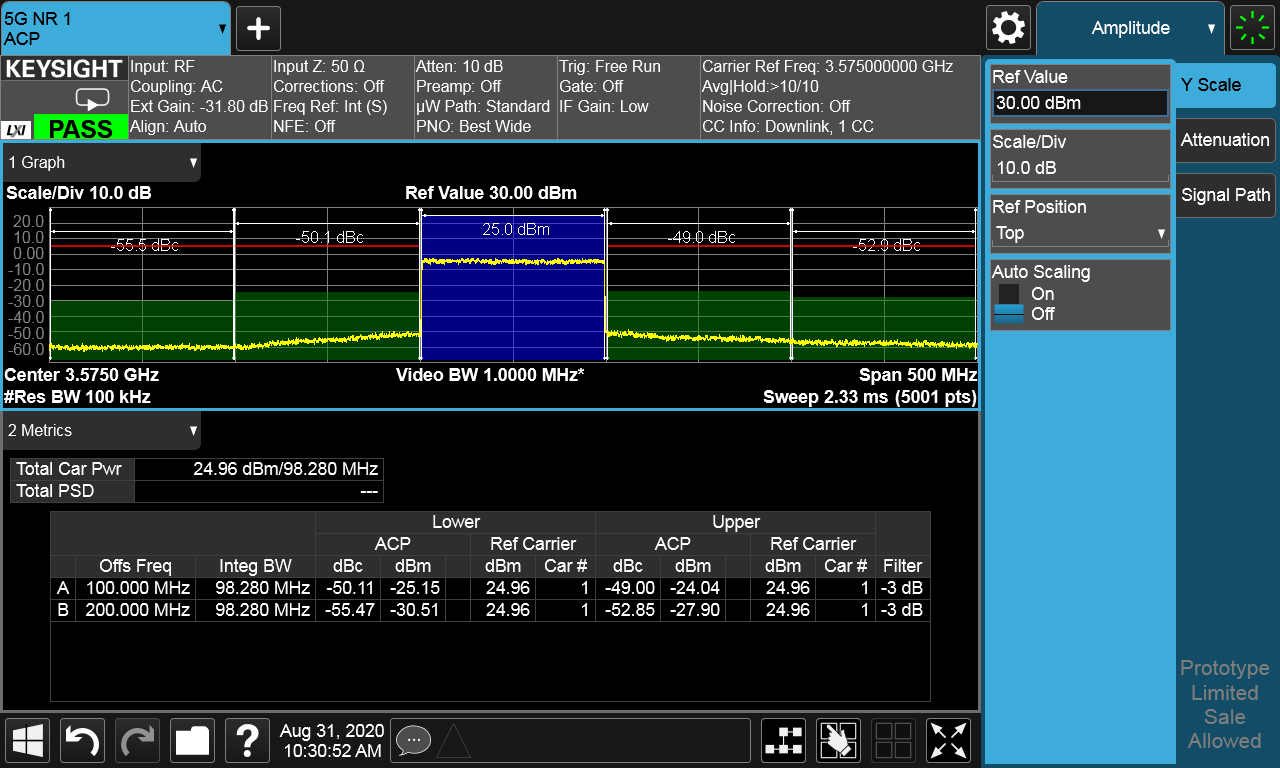 5G NR 1
ACP
Amplitude
KEYSIGHT
LXI
PASS
Input: RF
Coupling: AC
Ext Gain: -31.80 dB
Align: Auto
Input Z: 50 Ω
Corrections: Off
Freq Ref: Int (S)
NFE: Off
Atten: 10 dB
Preamp: Off
µW Path: Standard
PNO: Best Wide
Trig: Free Run
Gate: Off
IF Gain: Low
Carrier Ref Freq: 3.575000000 GHz
Avg|Hold:>10/10
Noise Correction: Off
CC Info: Downlink, 1 CC
1 Graph
Scale/Div 10.0 dB
Ref Value 30.00 dBm
20.0
10.0
0.00
-10.0
-20.0
-30.0
-40.0
-50.0
-60.0
-55.5 dBc
-50.1 dBc
25.0 dBm
-49.0 dBc
-52.9 dBc
Center 3.5750 GHz
Video BW 1.0000 MHz*
Span 500 MHz
#Res BW 100 kHz
Sweep 2.33 ms (5001 pts)
2 Metrics
Total Car Pwr 24.96 dBm/98.280 MHz
Total PSD ---
Lower Upper
ACP Ref Carrier ACP Ref Carrier
Offs Freq Integ BW dBc dBm dBm Car # dBc dBm dBm Car # Filter
A 100.000 MHz 98.280 MHz -50.11 -25.15 24.96 1 -49.00 -24.04 24.96 1 -3 dB
B 200.000 MHz 98.280 MHz -55.47 -30.51 24.96 1 -52.85 -27.90 24.96 1 -3 dB
Ref Value
30.00 dBm
Scale/Div
10.0 dB
Ref Position
Top
Auto Scaling
On
Off
Y Scale
Attenuation
Signal Path
Prototype
Limited
Sale
Allowed
?
Aug 31, 2020
10:30:52 AM